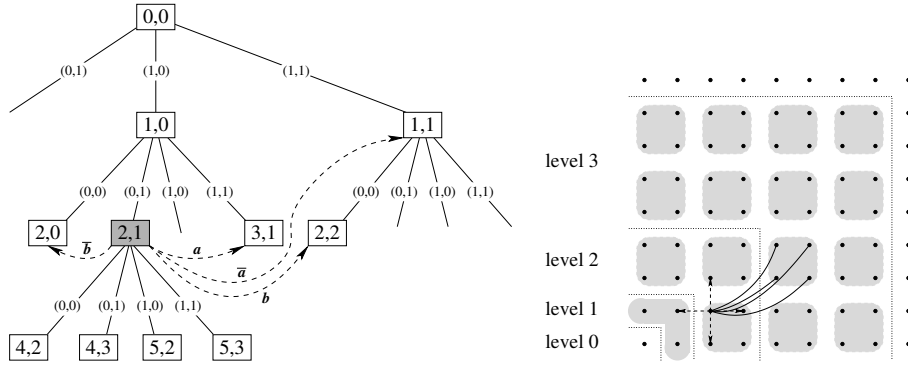 0,0
(0,1) (1,0) (1,1)
1,0 1,1
(0,0) (0,1) (1,0) (1,1) (0,0) (0,1) (1,0) (1,1)
2,0 2,1 3,1 2,2
b̅ a a̅ b
(0,0) (0,1) (1,0) (1,1)
4,2 4,3 5,2 5,3
level 3
level 2
level 1
level 0